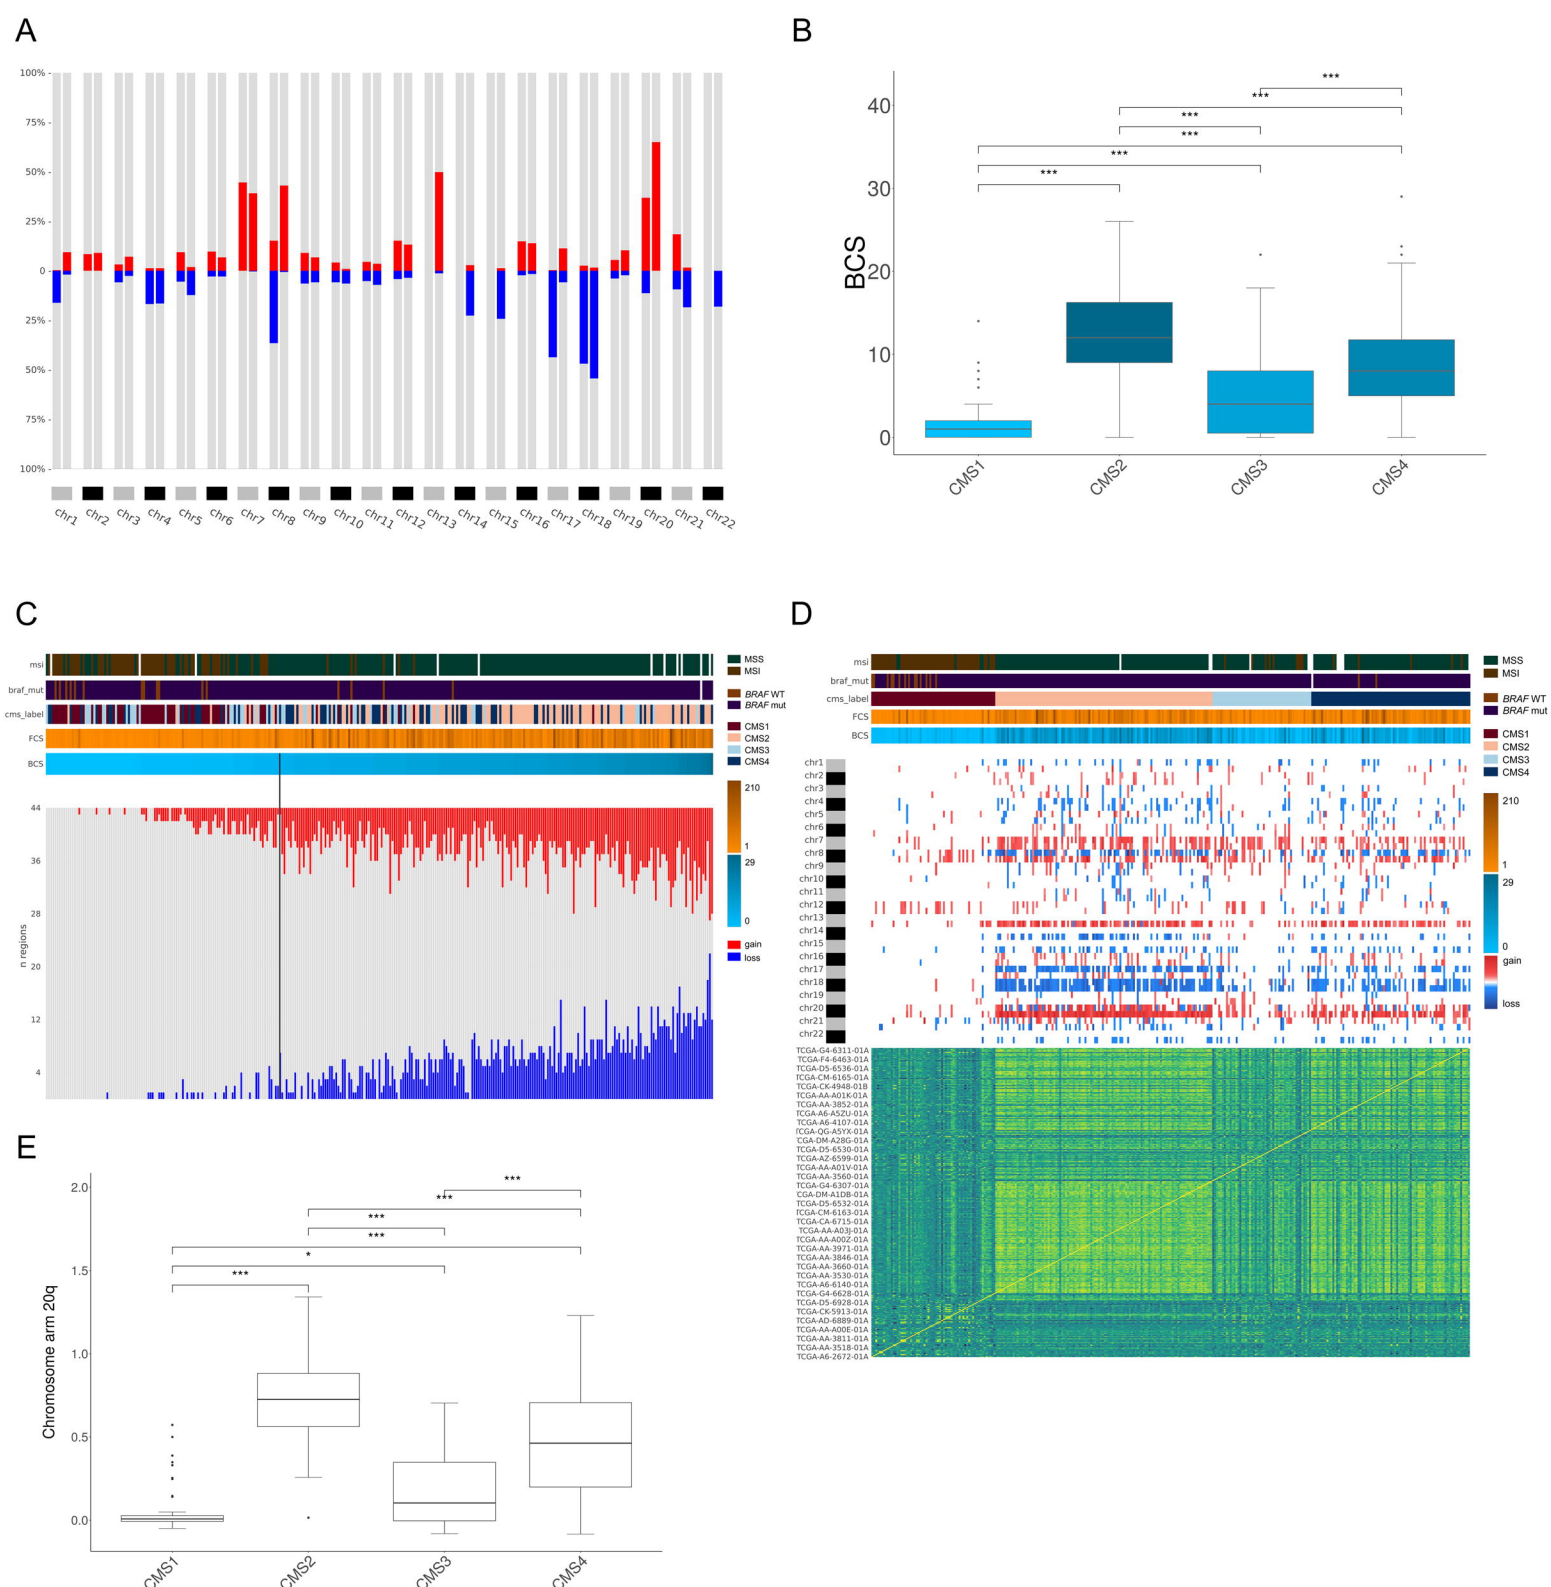 A
100%
75%
50%
25%
0
25%
50%
75%
100%
chr1
chr2
chr3
chr4
chr5
chr6
chr7
chr8
chr9
chr10
chr11
chr12
chr13
chr14
chr15
chr16
chr17
chr18
chr19
chr20
chr21
chr22
B
BCS
40
30
20
10
0
***
***
***
***
***
***
CMS1
CMS2
CMS3
CMS4
C
msi
braf_mut
cms_label
FCS
BCS
MSS
MSI
BRAF WT
BRAF mut
CMS1
CMS2
CMS3
CMS4
210
1
29
0
gain
loss
n regions
44
36
28
20
12
4
D
msi
braf_mut
cms_label
FCS
BCS
MSS
MSI
BRAF WT
BRAF mut
CMS1
CMS2
CMS3
CMS4
210
1
29
0
gain
loss
chr1
chr2
chr3
chr4
chr5
chr6
chr7
chr8
chr9
chr10
chr11
chr12
chr13
chr14
chr15
chr16
chr17
chr18
chr19
chr20
chr21
chr22
TCGA-G4-6311-01A
TCGA-F4-6463-01A
TCGA-D5-6536-01A
TCGA-CM-6165-01A
TCGA-CK-4948-01B
TCGA-AA-A01K-01A
TCGA-AA-3852-01A
TCGA-A6-A5ZU-01A
TCGA-A6-4107-01A
TCGA-QG-A5YX-01A
CGA-DM-A28G-01A
TCGA-D5-6530-01A
TCGA-AZ-6599-01A
TCGA-AA-A01V-01A
TCGA-AA-3560-01A
TCGA-G4-6307-01A
CGA-DM-A1DB-01A
TCGA-D5-6532-01A
TCGA-CM-6163-01A
TCGA-CA-6715-01A
TCGA-AA-A03J-01A
TCGA-AA-A00Z-01A
TCGA-AA-3971-01A
TCGA-AA-3846-01A
TCGA-AA-3660-01A
TCGA-AA-3530-01A
TCGA-A6-6140-01A
TCGA-G4-6628-01A
TCGA-D5-6928-01A
TCGA-CK-5913-01A
TCGA-AD-6889-01A
TCGA-AA-A00E-01A
TCGA-AA-3811-01A
TCGA-AA-3518-01A
TCGA-A6-2672-01A
E
Chromosome arm 20q
2.0
1.5
1.0
0.5
0.0
***
***
***
***
*
***
CMS1
CMS2
CMS3
CMS4